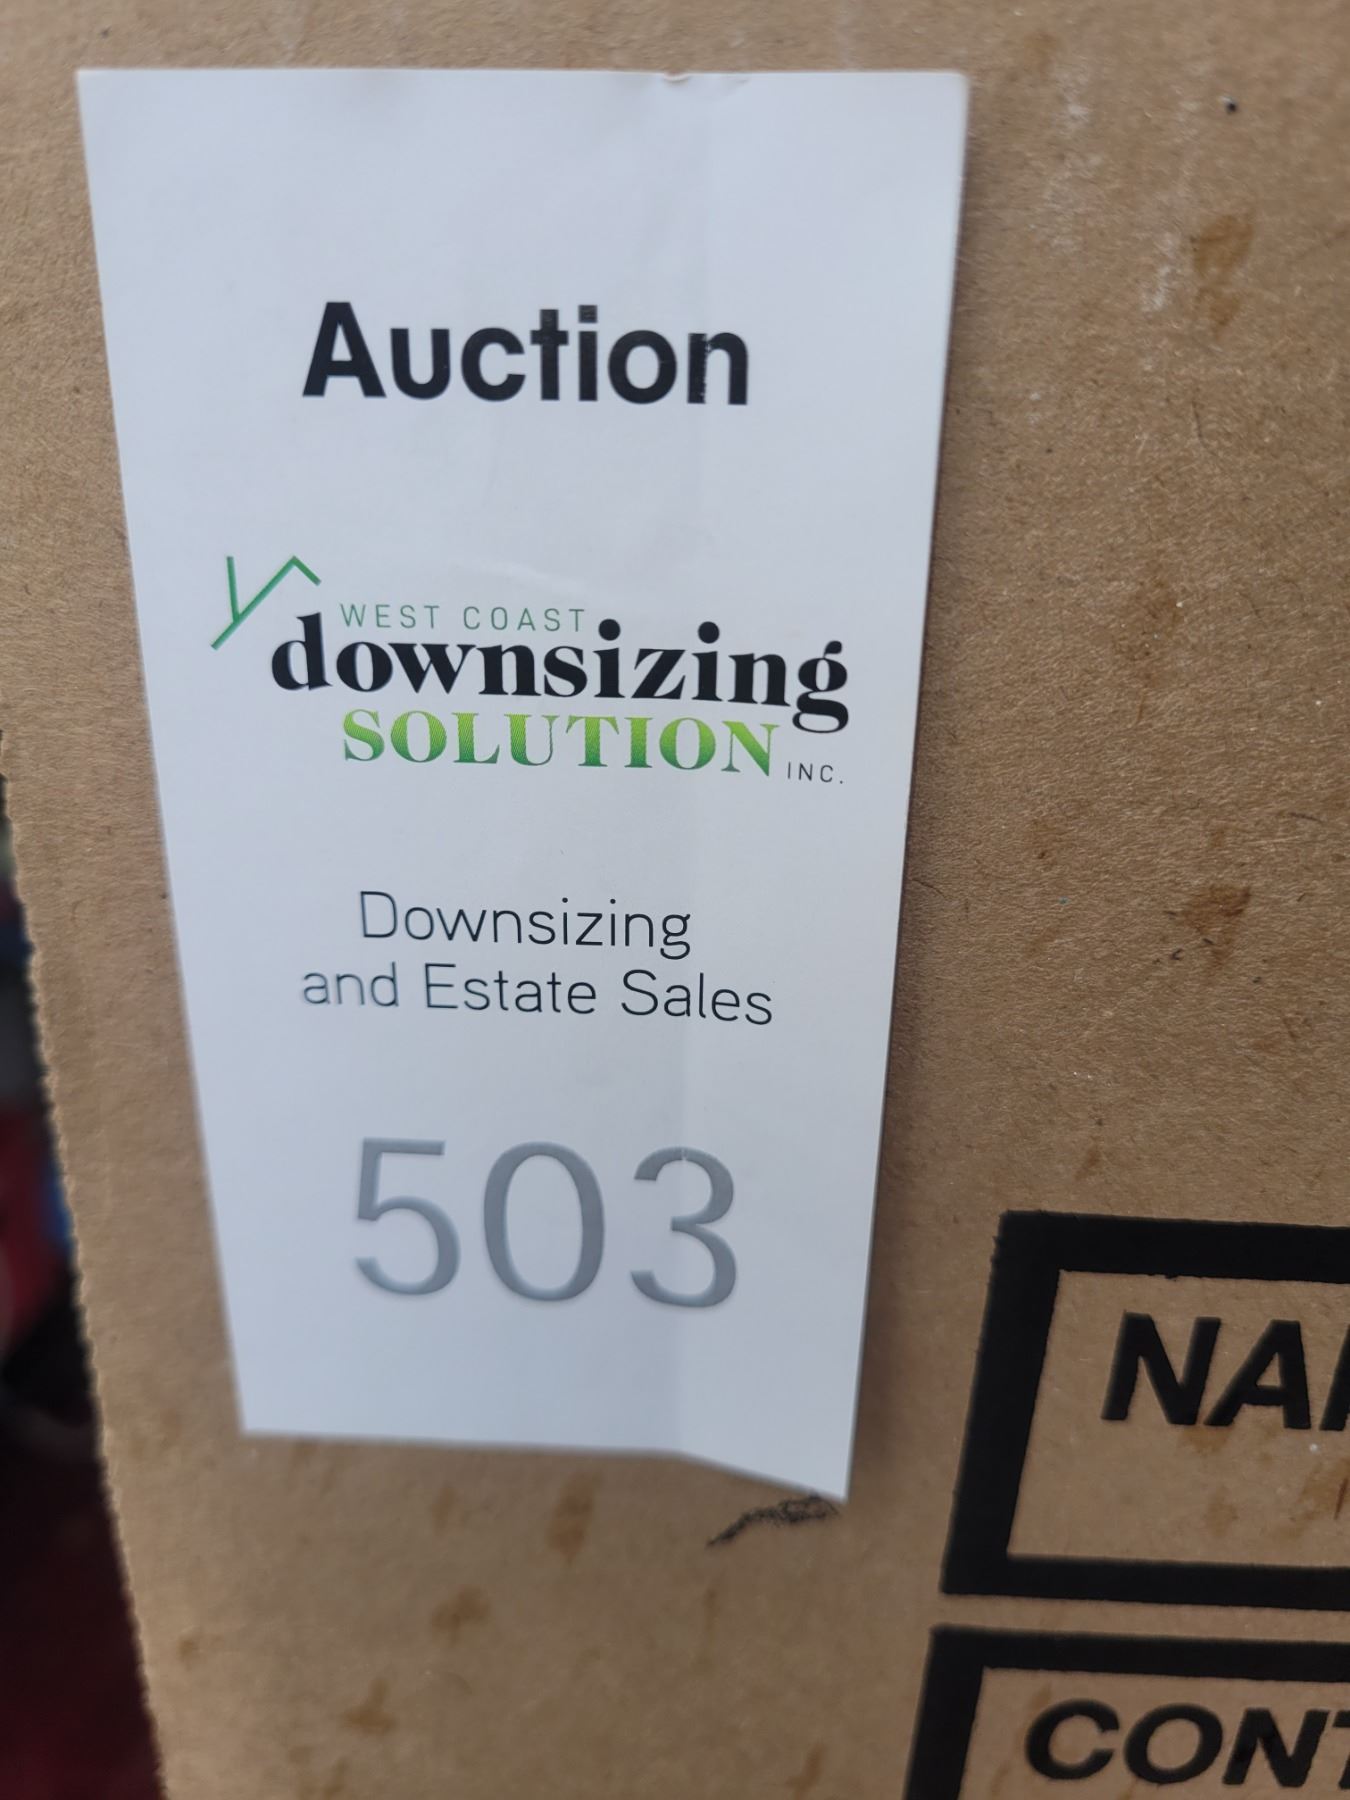 Auction
WEST COAST
downsizing
SOLUTION INC.
Downsizing
and Estate Sales
503